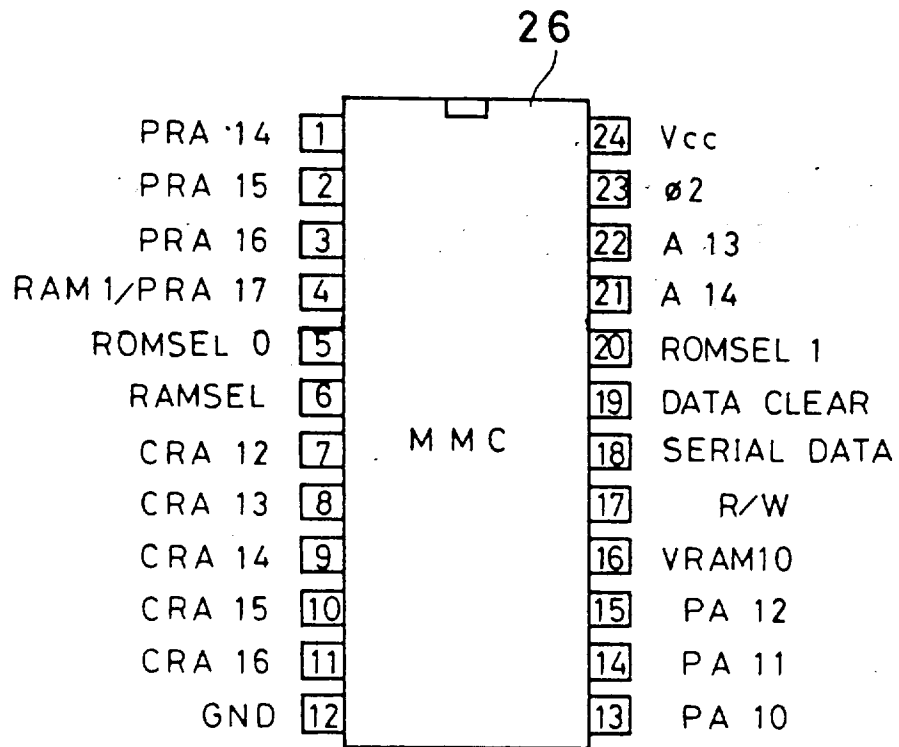 26
PRA 14 1 24 Vcc
PRA 15 2 23 ø2
PRA 16 3 22 A 13
RAM 1/PRA 17 4 21 A 14
ROMSEL 0 5 20 ROMSEL 1
RAMSEL 6 19 DATA CLEAR
CRA 12 7 MMC 18 SERIAL DATA
CRA 13 8 17 R/W
CRA 14 9 16 VRAM10
CRA 15 10 15 PA 12
CRA 16 11 14 PA 11
GND 12 13 PA 10